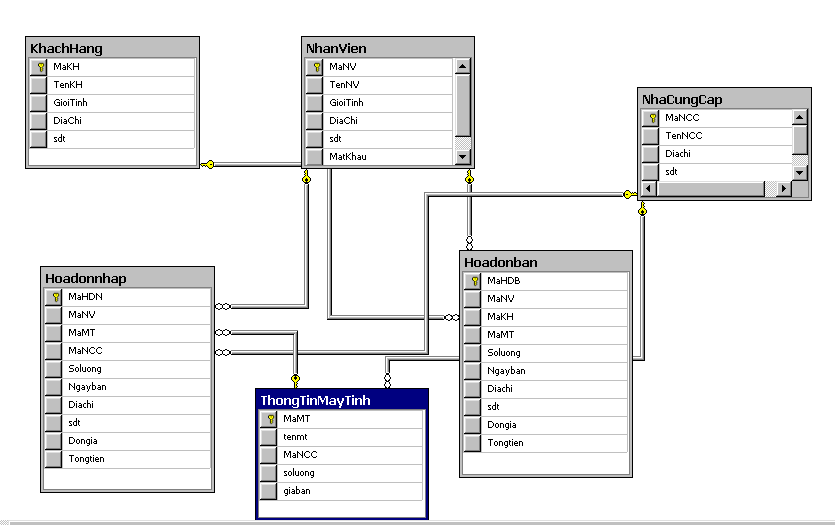 KhachHang
MaKH
TenKH
GioiTinh
DiaChi
sdt
NhanVien
MaNV
TenNV
GioiTinh
DiaChi
sdt
MatKhau
NhaCungCap
MaNCC
TenNCC
Diachi
sdt
Hoadonnhap
MaHDN
MaNV
MaMT
MaNCC
Soluong
Ngayban
Diachi
sdt
Dongia
Tongtien
Hoadonban
MaHDB
MaNV
MaKH
MaMT
Soluong
Ngayban
Diachi
sdt
Dongia
Tongtien
ThongTinMayTinh
MaMT
tenmt
MaNCC
soluong
giaban